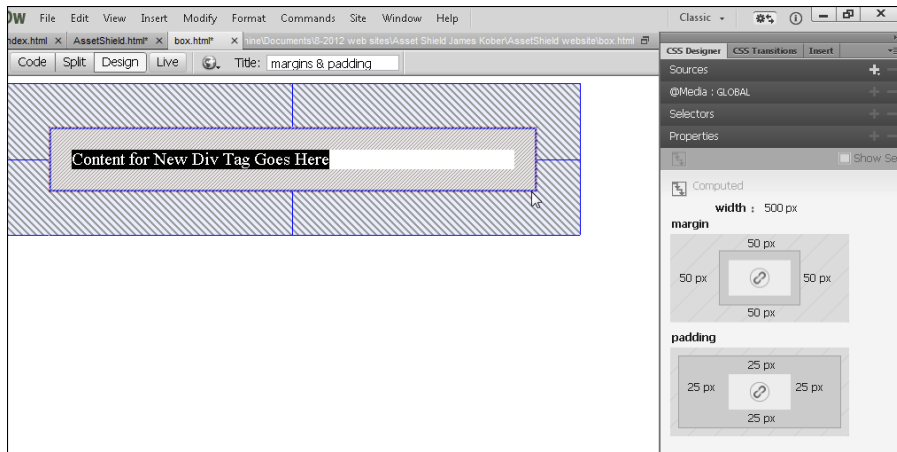 OW File Edit View Insert Modify Format Commands Site Window Help Classic
ndex.html × AssetShield.html* × box.html* × nine\Documents\8-2012 web sites\Asset Shield James Kober\AssetShield website\box.html
Code Split Design Live Title: margins & padding
CSS Designer CSS Transitions Insert
Sources
@Media : GLOBAL
Selectors
Properties
Show Se
Content for New Div Tag Goes Here
Computed
width : 500 px
margin
50 px
50 px 50 px
50 px
padding
25 px
25 px 25 px
25 px